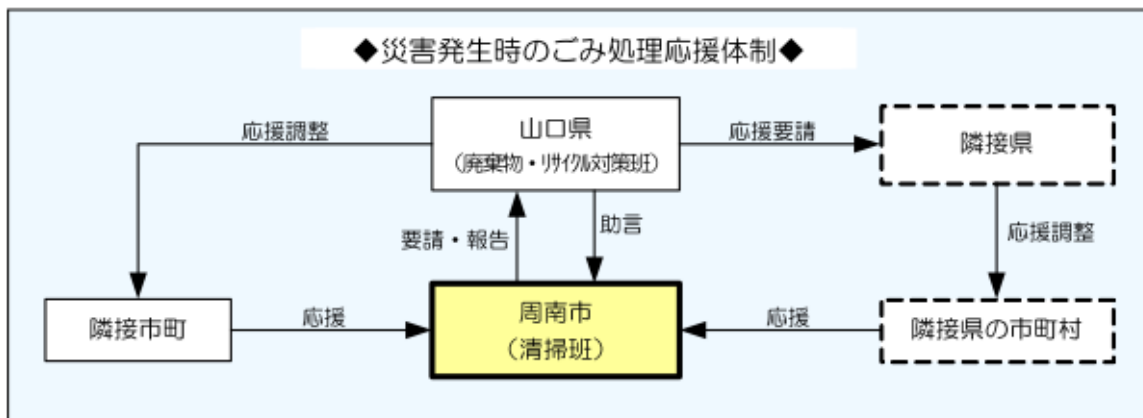 ◆災害発生時のごみ処理応援体制◆
応援調整
山口県
（廃棄物・リサイクル対策班）
応援要請
隣接県
要請・報告
助言
応援調整
隣接市町
応援
周南市
（清掃班）
応援
隣接県の市町村